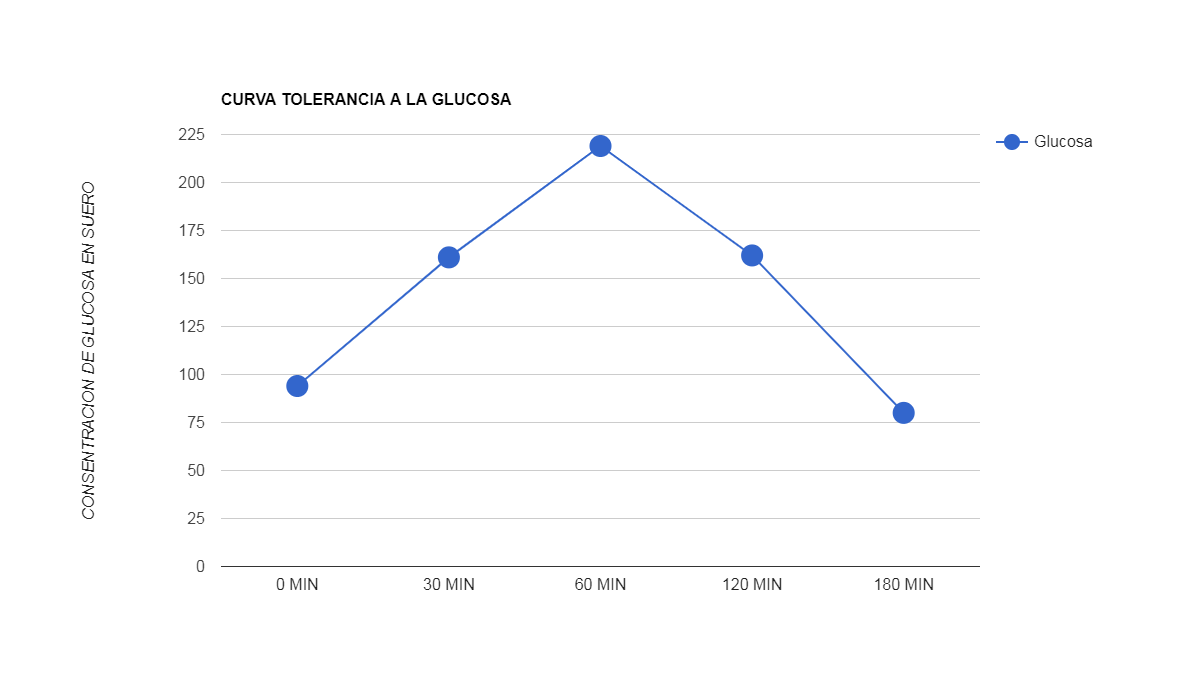 CURVA TOLERANCIA A LA GLUCOSA
Glucosa
CONSENTRACION DE GLUCOSA EN SUERO
225
200
175
150
125
100
75
50
25
0
0 MIN 30 MIN 60 MIN 120 MIN 180 MIN